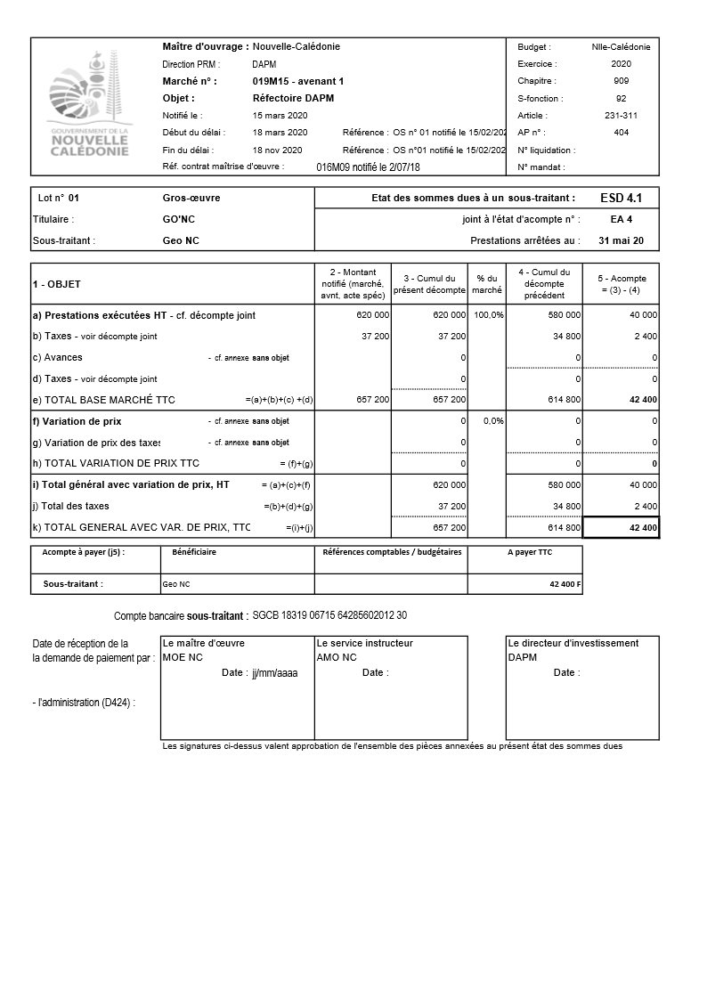 GOUVERNEMENT DE LA
NOUVELLE
CALÉDONIE
Maître d'ouvrage : Nouvelle-Calédonie
Direction PRM : DAPM
Marché n° : 019M15 - avenant 1
Objet : Réfectoire DAPM
Notifié le : 15 mars 2020
Début du délai : 18 mars 2020 Référence : OS n° 01 notifié le 15/02/202
Fin du délai : 18 nov 2020 Référence : OS n°01 notifié le 15/02/202
Réf. contrat maîtrise d'œuvre : 016M09 notifié le 2/07/18
Budget : Nlle-Calédonie
Exercice : 2020
Chapitre : 909
S-fonction : 92
Article : 231-311
AP n° : 404
N° liquidation :
N° mandat :
Lot n° 01 Gros-œuvre Etat des sommes dues à un sous-traitant : ESD 4.1
Titulaire : GO'NC joint à l'état d'acompte n° : EA 4
Sous-traitant : Geo NC Prestations arrêtées au : 31 mai 20
1 - OBJET
2 - Montant
notifié (marché,
avnt, acte spéc)
3 - Cumul du
présent décompte
% du
marché
4 - Cumul du
décompte
précédent
5 - Acompte
= (3) - (4)
a) Prestations exécutées HT - cf. décompte joint 620 000 620 000 100,0% 580 000 40 000
b) Taxes - voir décompte joint 37 200 37 200 34 800 2 400
c) Avances - cf. annexe sans objet 0 0 0
d) Taxes - voir décompte joint 0 0 0
e) TOTAL BASE MARCHÉ TTC =(a)+(b)+(c) +(d) 657 200 657 200 614 800 42 400
f) Variation de prix - cf. annexe sans objet 0 0,0% 0 0
g) Variation de prix des taxes - cf. annexe sans objet 0 0 0
h) TOTAL VARIATION DE PRIX TTC = (f)+(g) 0 0 0
i) Total général avec variation de prix, HT = (a)+(c)+(f) 620 000 580 000 40 000
j) Total des taxes =(b)+(d)+(g) 37 200 34 800 2 400
k) TOTAL GENERAL AVEC VAR. DE PRIX, TTC =(i)+(j) 657 200 614 800 42 400
Acompte à payer (j5) : Bénéficiaire Références comptables / budgétaires A payer TTC
Sous-traitant : Geo NC 42 400 F
Compte bancaire sous-traitant : SGCB 18319 06715 64285602012 30
Date de réception de la
la demande de paiement par :
- l'administration (D424) :
Le maître d'œuvre
MOE NC
Date : jj/mm/aaaa
Le service instructeur
AMO NC
Date :
Le directeur d'investissement
DAPM
Date :
Les signatures ci-dessus valent approbation de l'ensemble des pièces annexées au présent état des sommes dues